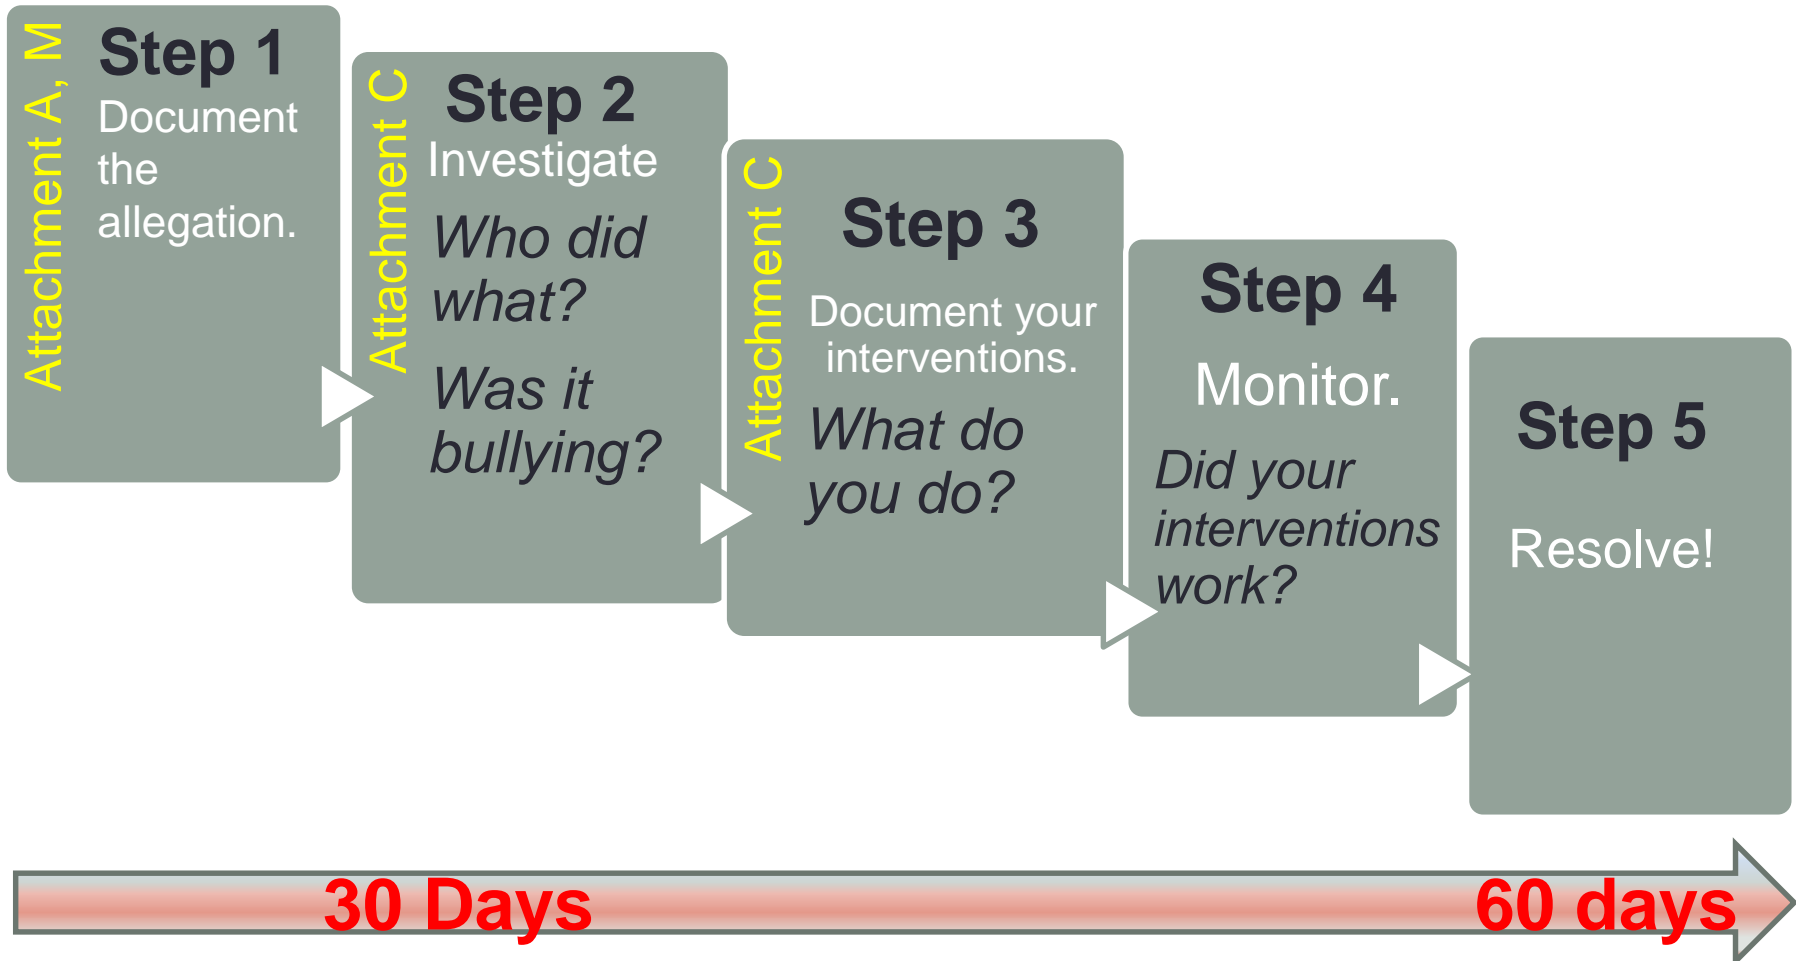 Attachment A, M
Step 1
Document
the
allegation.
Attachment C
Step 2
Investigate
Who did
what?
Was it
bullying?
Attachment C
Step 3
Document your
interventions.
What do
you do?
Step 4
Monitor.
Did your
interventions
work?
Step 5
Resolve!
30 Days
60 days